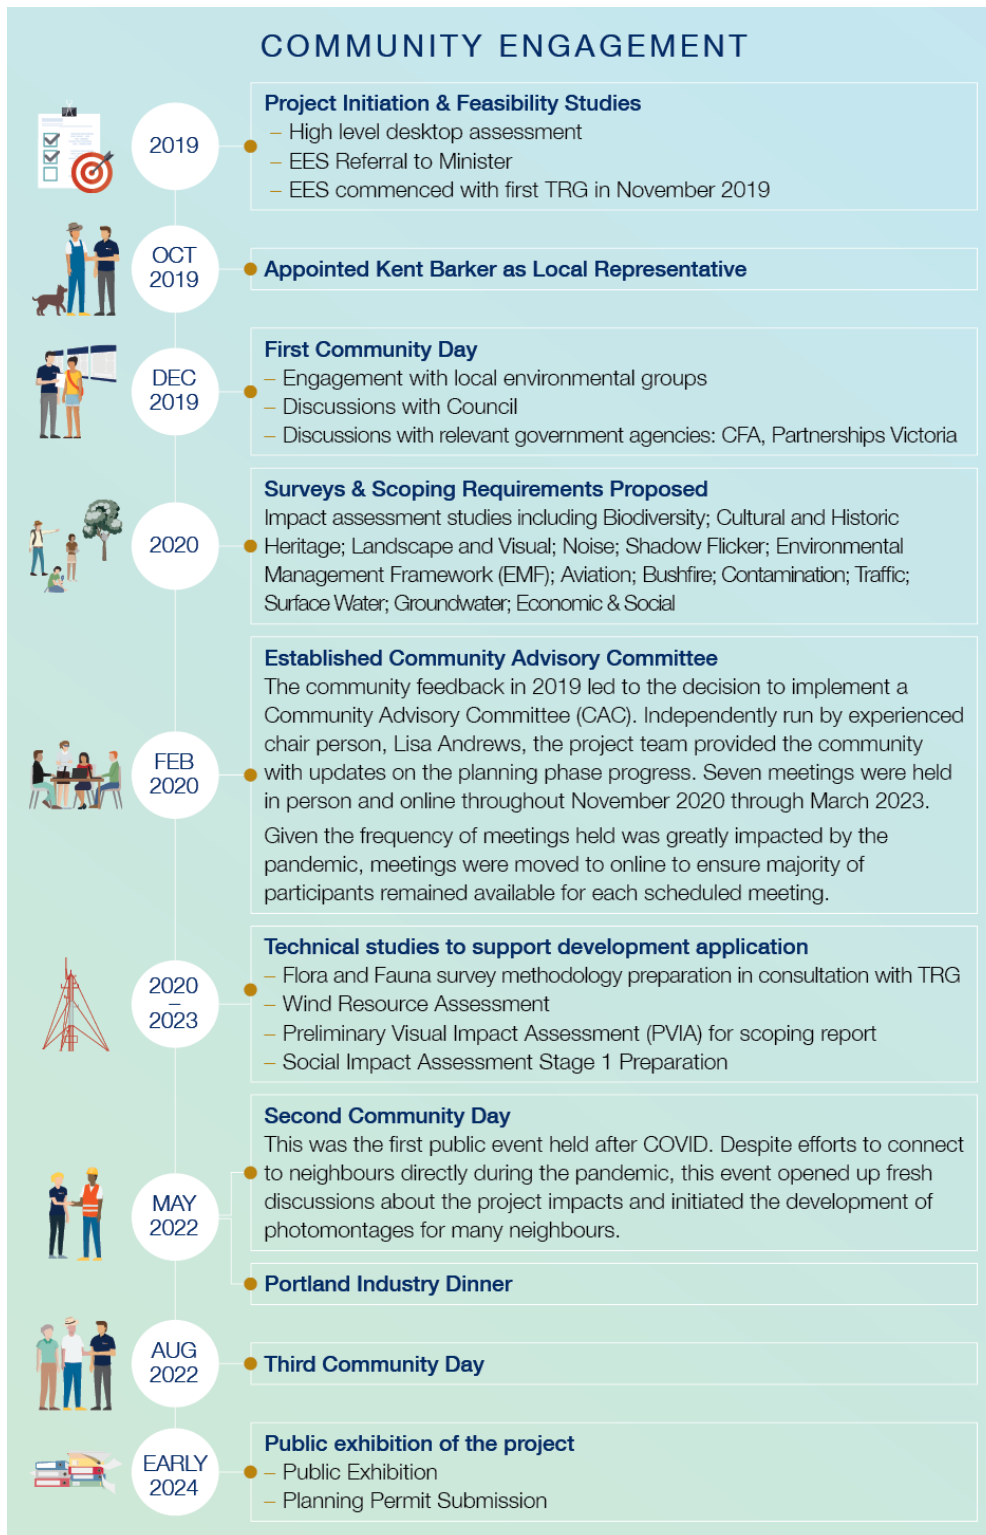 COMMUNITY ENGAGEMENT
2019
Project Initiation & Feasibility Studies
– High level desktop assessment
– EES Referral to Minister
– EES commenced with first TRG in November 2019
OCT
2019
Appointed Kent Barker as Local Representative
DEC
2019
First Community Day
– Engagement with local environmental groups
– Discussions with Council
– Discussions with relevant government agencies: CFA, Partnerships Victoria
2020
Surveys & Scoping Requirements Proposed
Impact assessment studies including Biodiversity; Cultural and Historic
Heritage; Landscape and Visual; Noise; Shadow Flicker; Environmental
Management Framework (EMF); Aviation; Bushfire; Contamination; Traffic;
Surface Water; Groundwater; Economic & Social
FEB
2020
Established Community Advisory Committee
The community feedback in 2019 led to the decision to implement a
Community Advisory Committee (CAC). Independently run by experienced
chair person, Lisa Andrews, the project team provided the community
with updates on the planning phase progress. Seven meetings were held
in person and online throughout November 2020 through March 2023.
Given the frequency of meetings held was greatly impacted by the
pandemic, meetings were moved to online to ensure majority of
participants remained available for each scheduled meeting.
2020
–
2023
Technical studies to support development application
– Flora and Fauna survey methodology preparation in consultation with TRG
– Wind Resource Assessment
– Preliminary Visual Impact Assessment (PVIA) for scoping report
– Social Impact Assessment Stage 1 Preparation
MAY
2022
Second Community Day
This was the first public event held after COVID. Despite efforts to connect
to neighbours directly during the pandemic, this event opened up fresh
discussions about the project impacts and initiated the development of
photomontages for many neighbours.
Portland Industry Dinner
AUG
2022
Third Community Day
EARLY
2024
Public exhibition of the project
– Public Exhibition
– Planning Permit Submission